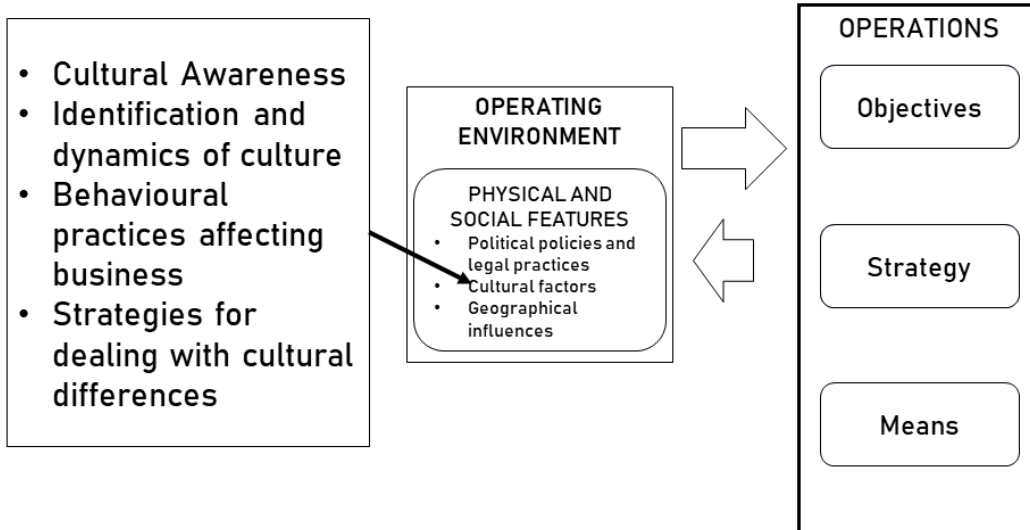 • Cultural Awareness
• Identification and
dynamics of culture
• Behavioural
practices affecting
business
• Strategies for
dealing with cultural
differences
OPERATING
ENVIRONMENT
PHYSICAL AND
SOCIAL FEATURES
• Political policies and
legal practices
• Cultural factors
• Geographical
influences
OPERATIONS
Objectives
Strategy
Means